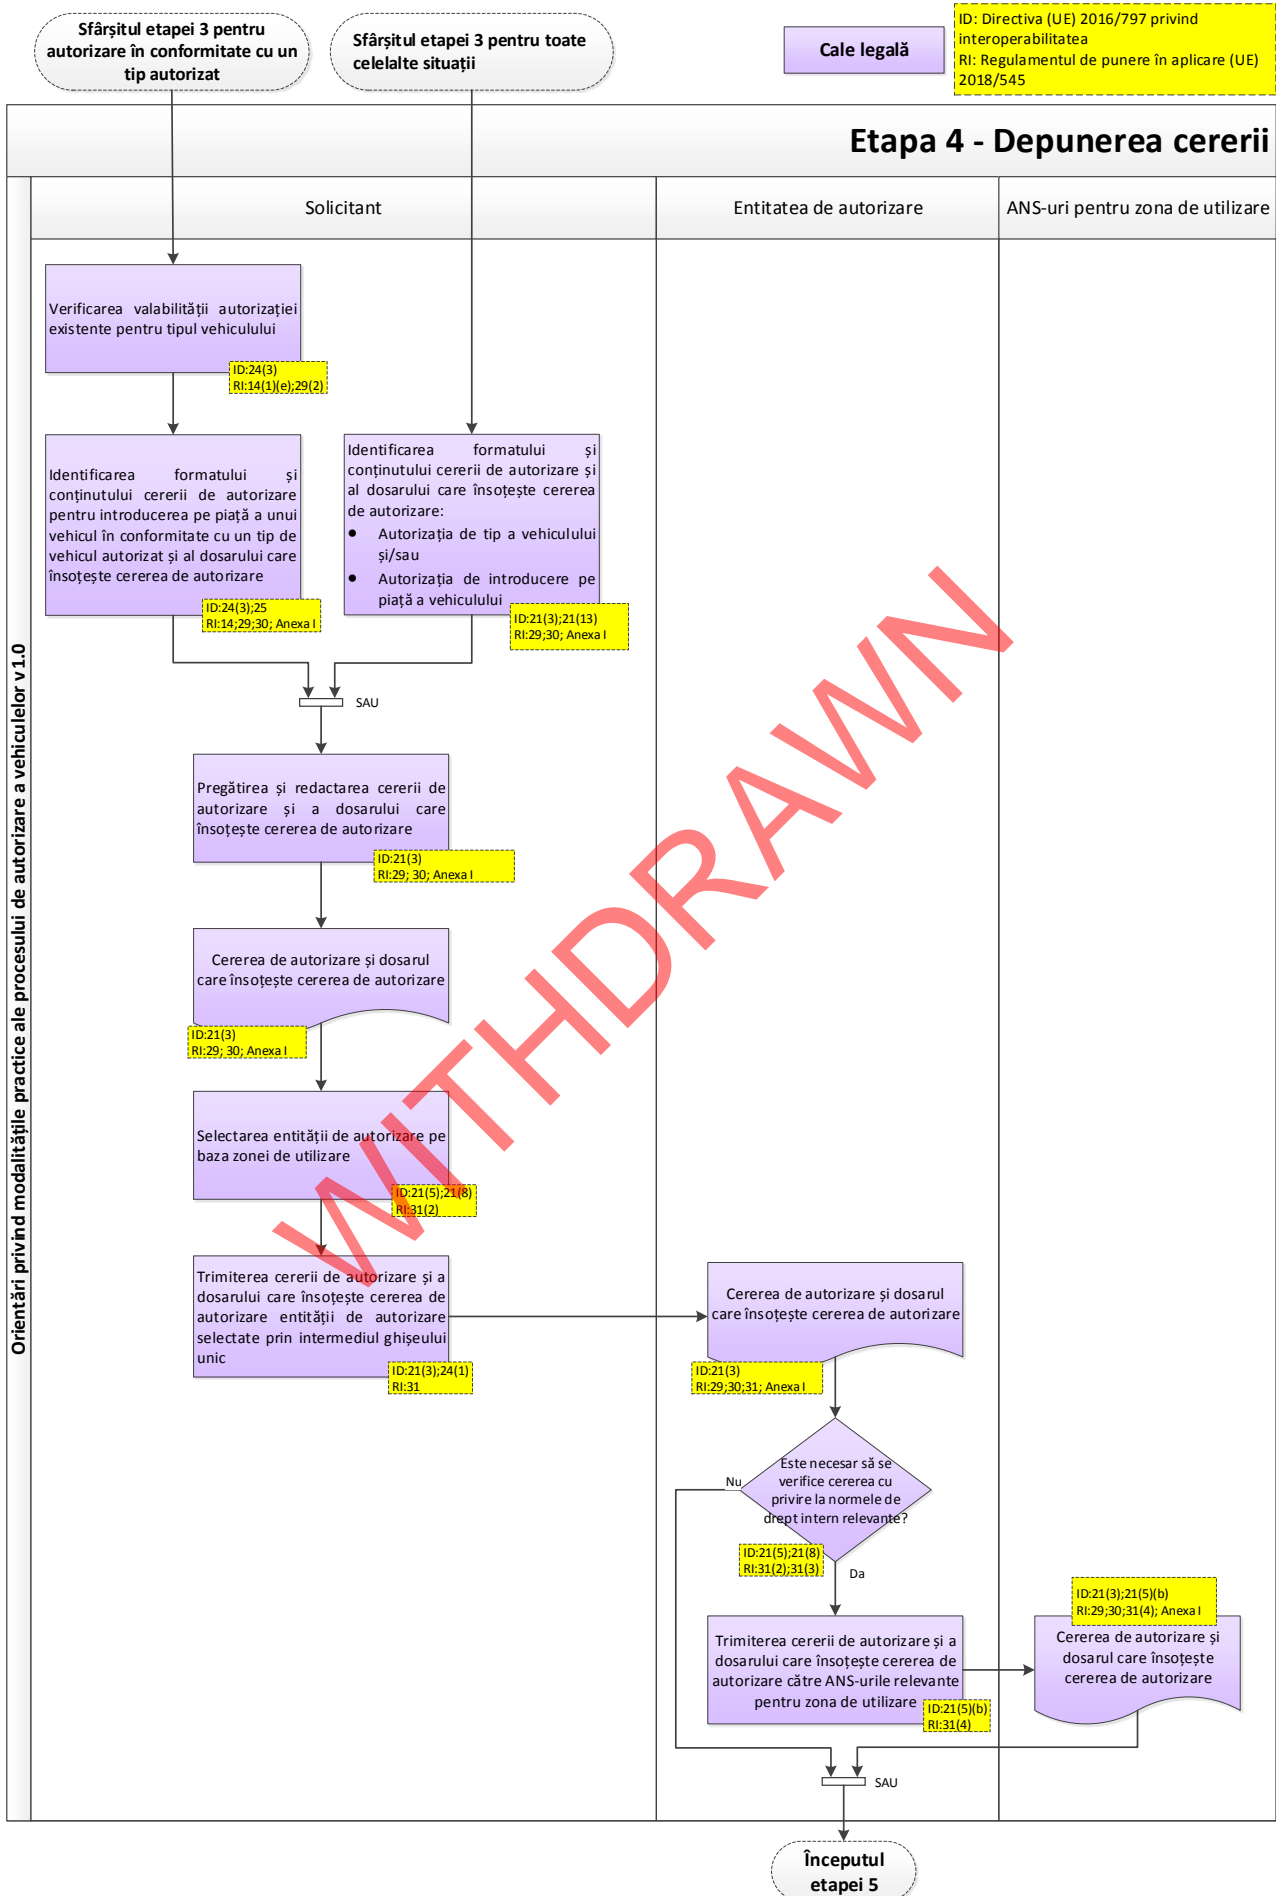 Sfârșitul etapei 3 pentru
autorizare în conformitate cu un
tip autorizat
Sfârșitul etapei 3 pentru toate
celelalte situații
Cale legală
ID: Directiva (UE) 2016/797 privind
interoperabilitatea
RI: Regulamentul de punere în aplicare (UE)
2018/545
Etapa 4 - Depunerea cererii
Orientări privind modalitățile practice ale procesului de autorizare a vehiculelor v1.0
Solicitant
Entitatea de autorizare
ANS-uri pentru zona de utilizare
Verificarea valabilității autorizației
existente pentru tipul vehiculului
ID:24(3)
RI:14(1)(e);29(2)
Identificarea formatului și
conținutului cererii de autorizare
pentru introducerea pe piață a unui
vehicul în conformitate cu un tip de
vehicul autorizat și al dosarului care
însoțește cererea de autorizare
ID:24(3);25
RI:14;29;30; Anexa I
Identificarea formatului și
conținutului cererii de autorizare și
al dosarului care însoțește cererea
de autorizare:
● Autorizația de tip a vehiculului
și/sau
● Autorizația de introducere pe
piață a vehiculului
ID:21(3);21(13)
RI:29;30; Anexa I
SAU
Pregătirea și redactarea cererii de
autorizare și a dosarului care
însoțește cererea de autorizare
ID:21(3)
RI:29; 30; Anexa I
Cererea de autorizare și dosarul
care însoțește cererea de autorizare
ID:21(3)
RI:29; 30; Anexa I
Selectarea entității de autorizare pe
baza zonei de utilizare
ID:21(5);21(8)
RI:31(2)
Trimiterea cererii de autorizare și a
dosarului care însoțește cererea de
autorizare entității de autorizare
selectate prin intermediul ghișeului
unic
ID:21(3);24(1)
RI:31
Cererea de autorizare și dosarul
care însoțește cererea de autorizare
ID:21(3)
RI:29;30;31; Anexa I
Este necesar să se
verifice cererea cu
privire la normele de
drept intern relevante?
Nu
ID:21(5);21(8)
RI:31(2);31(3)
Da
Trimiterea cererii de autorizare și a
dosarului care însoțește cererea de
autorizare către ANS-urile relevante
pentru zona de utilizare
ID:21(5)(b)
RI:31(4)
ID:21(3);21(5)(b)
RI:29;30;31(4); Anexa I
Cererea de autorizare și
dosarul care însoțește
cererea de autorizare
SAU
Începutul
etapei 5
WITHDRAWN